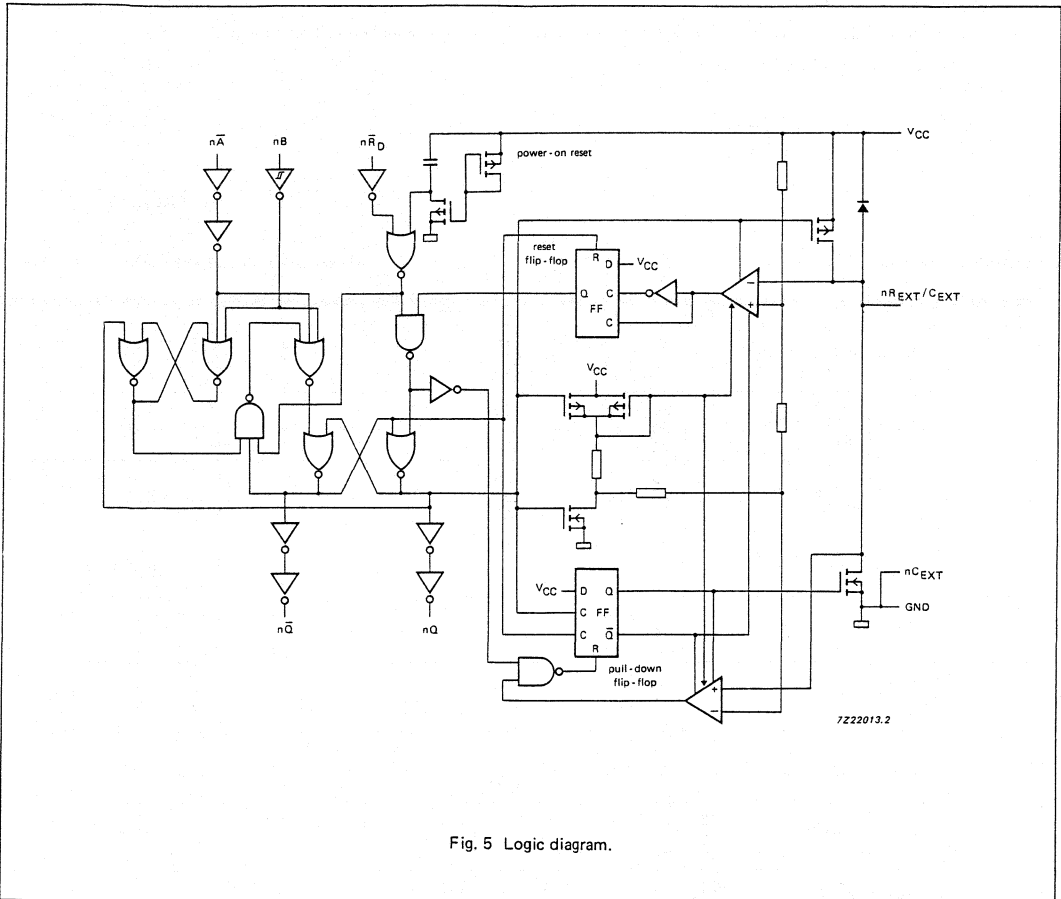 nA̅ nB nR̅D
VCC
power-on reset
reset
flip-flop
R D VCC
Q C
FF
C
−
+
nREXT/CEXT
VCC
VCC D Q
C FF
C Q̅
R
pull-down
flip-flop
+
−
nCEXT
GND
nQ̅ nQ
7Z22013.2
Fig. 5 Logic diagram.